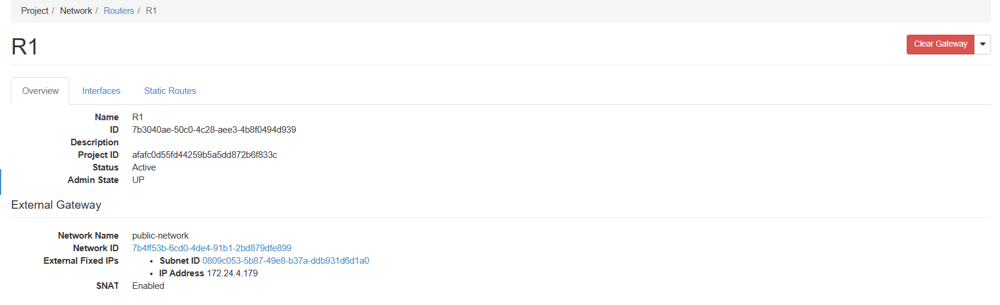 Project / Network / Routers / R1
R1
Clear Gateway
Overview Interfaces Static Routes
Name R1
ID 7b3040ae-50c0-4c28-aee3-4b8f0494d939
Description
Project ID afafc0d55fd44259b5a5dd872b6f833c
Status Active
Admin State UP
External Gateway
Network Name public-network
Network ID 7b4ff53b-6cd0-4de4-91b1-2bd879dfe899
External Fixed IPs • Subnet ID 0809c053-5b87-49e8-b37a-ddb931d6d1a0
• IP Address 172.24.4.179
SNAT Enabled